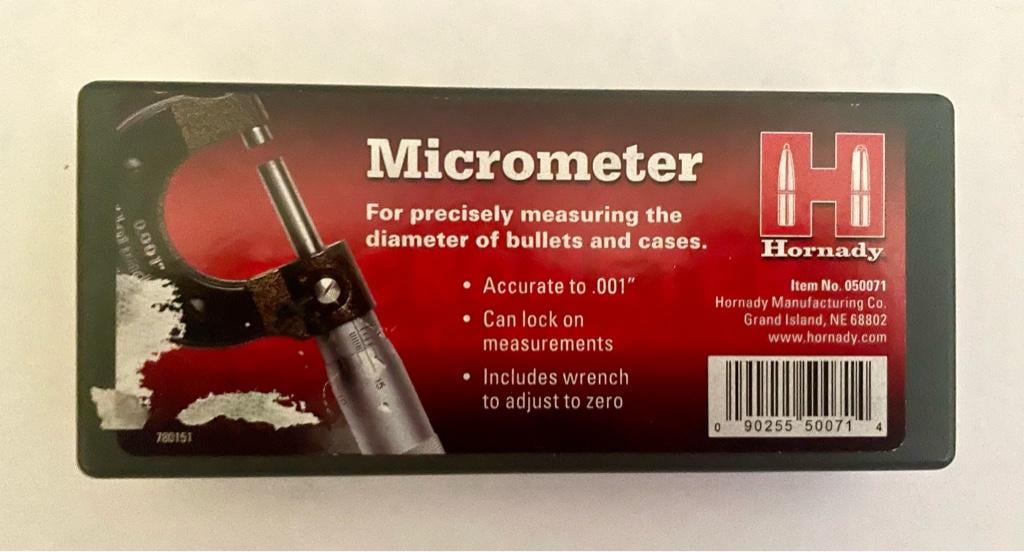 Micrometer
For precisely measuring the
diameter of bullets and cases.
• Accurate to .001"
• Can lock on
measurements
• Includes wrench
to adjust to zero
Hornady
Item No. 050071
Hornady Manufacturing Co.
Grand Island, NE 68802
www.hornady.com
0 90255 50071 4
15
780151